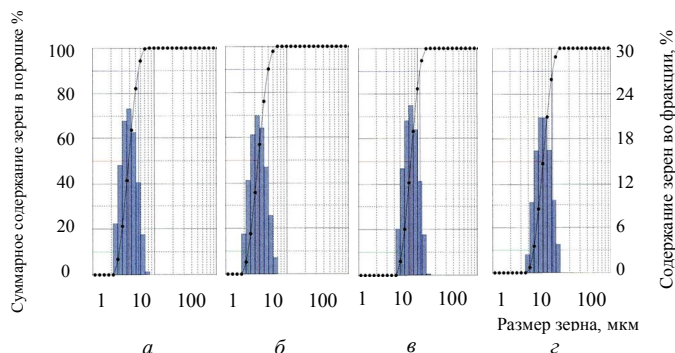 Суммарное содержание зерен в порошке %
100
80
60
40
20
0
30
24
18
12
6
0
Содержание зерен во фракции, %
1 10 100 1 10 100 1 10 100 1 10 100
Размер зерна, мкм
а б в г